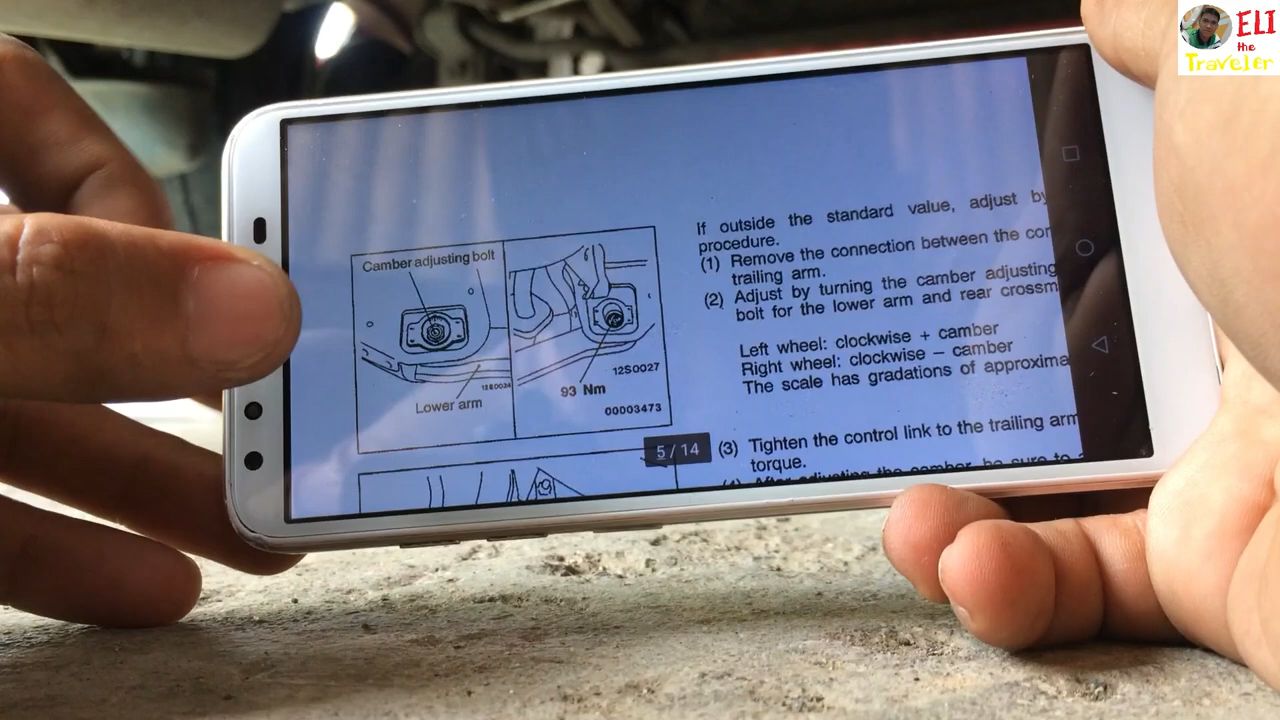 ELI
the
Traveler
Camber adjusting bolt
Lower arm
93 Nm
12S0027
00003473
5 / 14
If outside the standard value, adjust by
procedure.
(1) Remove the connection between the
trailing arm.
(2) Adjust by turning the camber adjusting
bolt for the lower arm and rear
Left wheel: clockwise + camber
Right wheel: clockwise – camber
The scale has gradations of
(3) Tighten the control link to the trailing arm
torque.